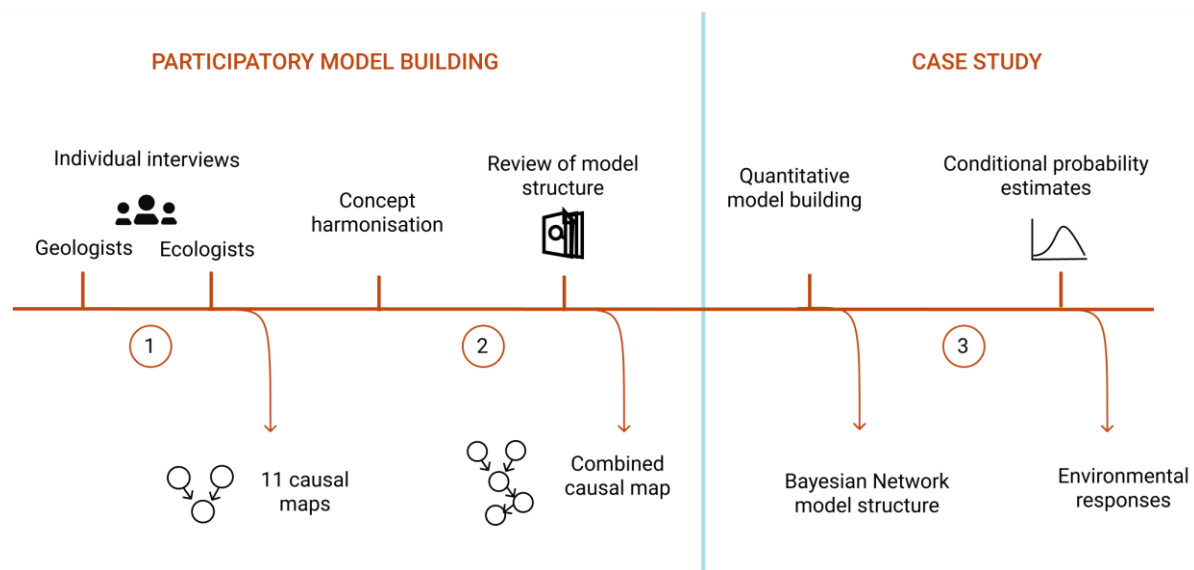 PARTICIPATORY MODEL BUILDING
CASE STUDY
Individual interviews
Geologists
Ecologists
Concept
harmonisation
Review of model
structure
Quantitative
model building
Conditional probability
estimates
1
2
3
11 causal
maps
Combined
causal map
Bayesian Network
model structure
Environmental
responses